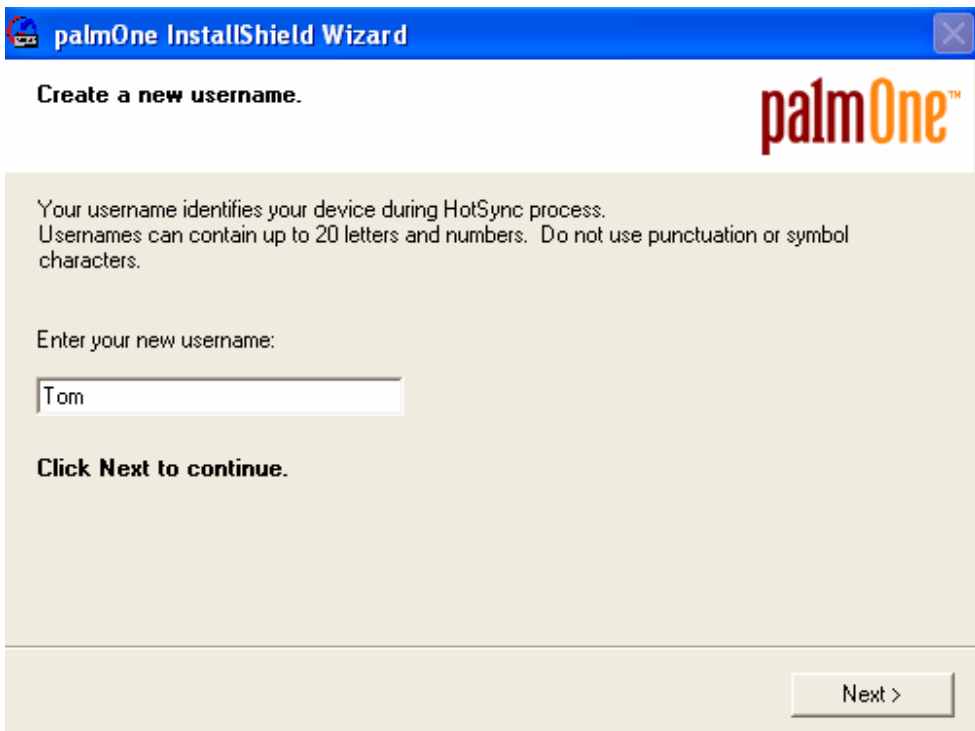 palmOne InstallShield Wizard
Create a new username.
palmOne™
Your username identifies your device during HotSync process.
Usernames can contain up to 20 letters and numbers.  Do not use punctuation or symbol
characters.
Enter your new username:
Tom
Click Next to continue.
Next >